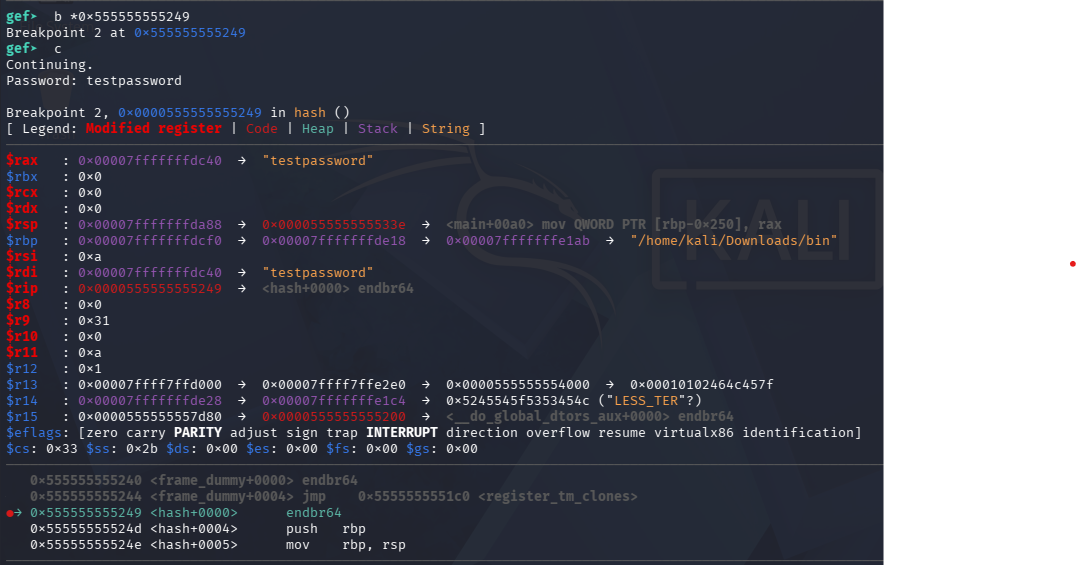 gef➤  b *0×555555555249
Breakpoint 2 at 0×555555555249
gef➤  c
Continuing.
Password: testpassword

Breakpoint 2, 0×0000555555555249 in hash ()
[ Legend: Modified register | Code | Heap | Stack | String ]
$rax   : 0×00007fffffffdc40  →  "testpassword"
$rbx   : 0×0
$rcx   : 0×0
$rdx   : 0×0
$rsp   : 0×00007fffffffda88  →  0×000055555555533e  →  <main+00a0> mov QWORD PTR [rbp-0×250], rax
$rbp   : 0×00007fffffffdcf0  →  0×00007fffffffde18  →  0×00007fffffffe1ab  →  "/home/kali/Downloads/bin"
$rsi   : 0×a
$rdi   : 0×00007fffffffdc40  →  "testpassword"
$rip   : 0×0000555555555249  →  <hash+0000> endbr64
$r8    : 0×0
$r9    : 0×31
$r10   : 0×0
$r11   : 0×a
$r12   : 0×1
$r13   : 0×00007ffff7ffd000  →  0×00007ffff7ffe2e0  →  0×0000555555554000  →  0×00010102464c457f
$r14   : 0×00007fffffffde28  →  0×00007fffffffe1c4  →  0×5245545f5353454c ("LESS_TER"?)
$r15   : 0×0000555555557d80  →  0×0000555555555200  →  <__do_global_dtors_aux+0000> endbr64
$eflags: [zero carry PARITY adjust sign trap INTERRUPT direction overflow resume virtualx86 identification]
$cs: 0×33 $ss: 0×2b $ds: 0×00 $es: 0×00 $fs: 0×00 $gs: 0×00
0×555555555240 <frame_dummy+0000> endbr64
0×555555555244 <frame_dummy+0004> jmp    0×5555555551c0 <register_tm_clones>
●→ 0×555555555249 <hash+0000>      endbr64
0×55555555524d <hash+0004>      push   rbp
0×55555555524e <hash+0005>      mov    rbp, rsp
KALI